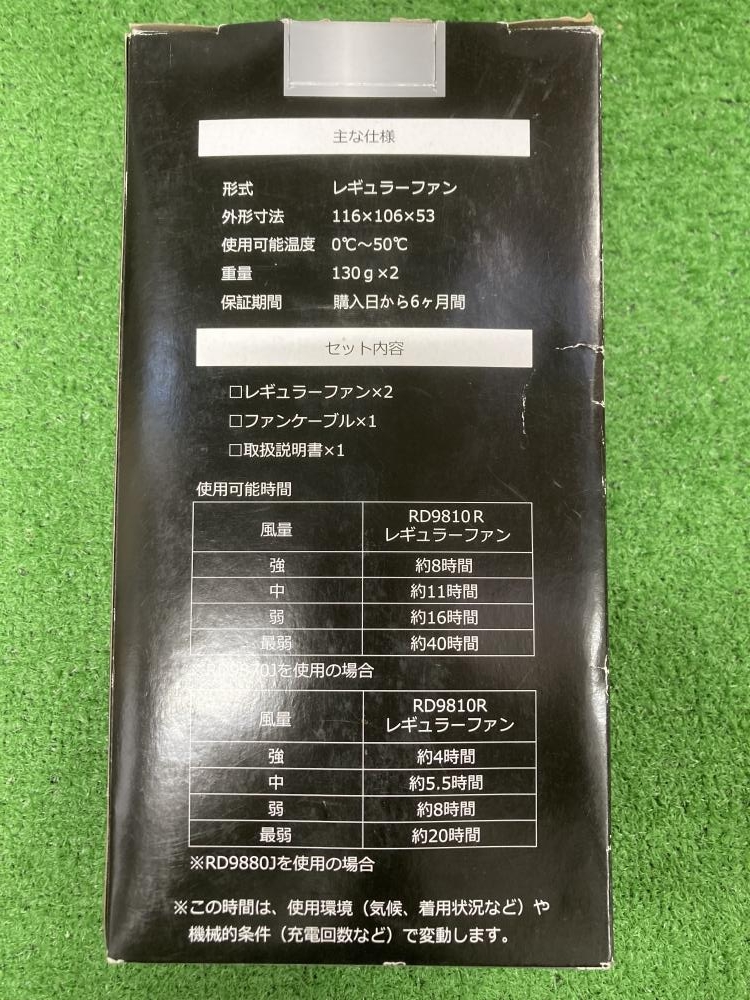 主な仕様
形式 レギュラーファン
外形寸法 116×106×53
使用可能温度 0℃～50℃
重量 130ｇ×2
保証期間 購入日から6ヶ月間
セット内容
□レギュラーファン×2
□ファンケーブル×1
□取扱説明書×1
使用可能時間
風量 RD9810R
レギュラーファン
強 約8時間
中 約11時間
弱 約16時間
最弱 約40時間
を使用の場合
風量 RD9810R
レギュラーファン
強 約4時間
中 約5.5時間
弱 約8時間
最弱 約20時間
※RD9880Jを使用の場合
※この時間は、使用環境（気候、着用状況など）や
機械的条件（充電回数など）で変動します。